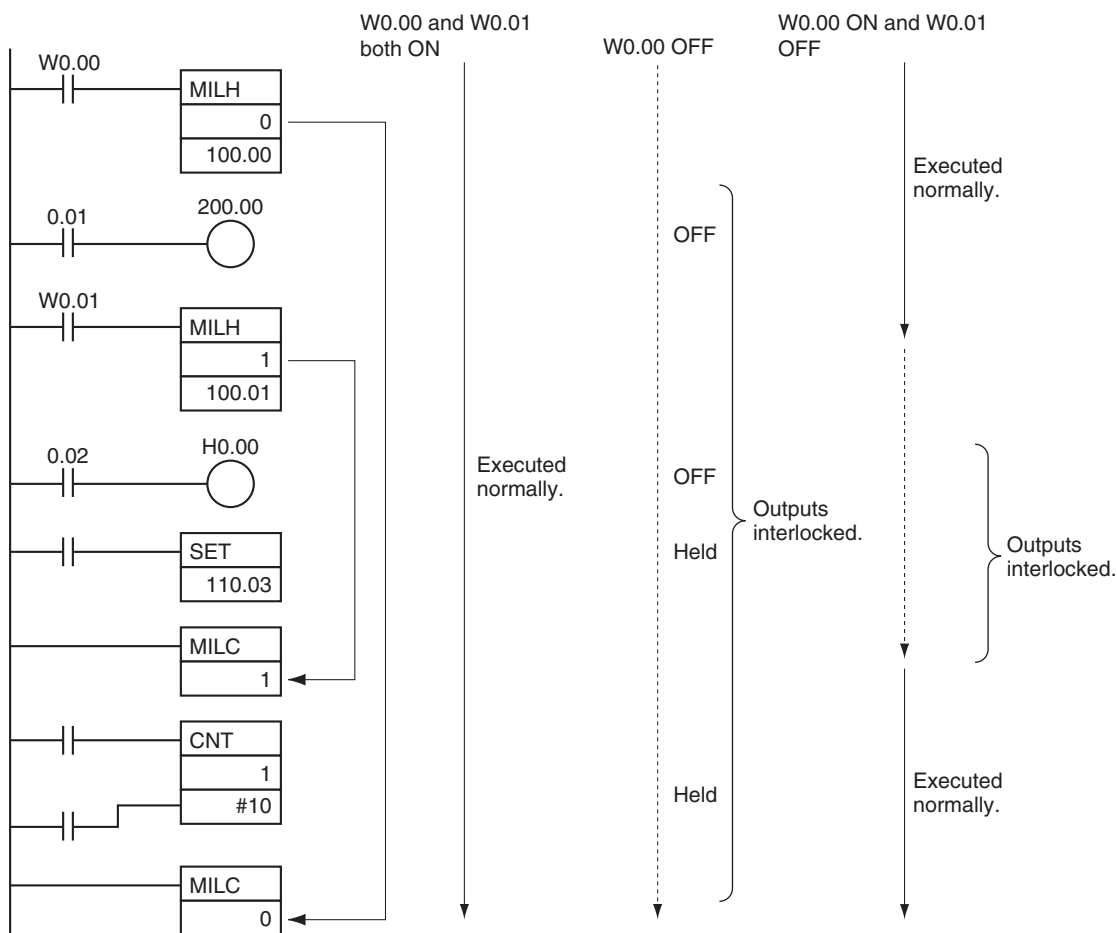 W0.00 and W0.01
both ON
W0.00 OFF
W0.00 ON and W0.01
OFF
W0.00
MILH
0
100.00
Executed
normally.
0.01
200.00
OFF
W0.01
MILH
1
100.01
0.02
H0.00
Executed
normally.
OFF
Outputs
interlocked.
SET
110.03
Held
Outputs
interlocked.
MILC
1
CNT
1
#10
Held
Executed
normally.
MILC
0